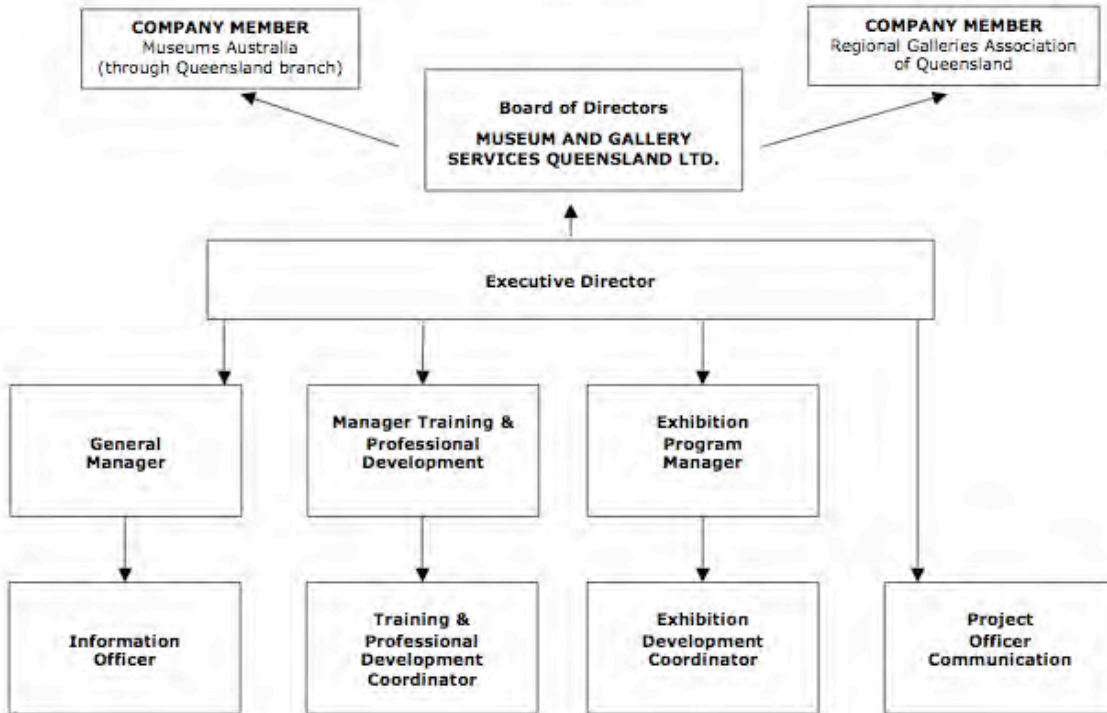 COMPANY MEMBER
Museums Australia
(through Queensland branch)
COMPANY MEMBER
Regional Galleries Association
of Queensland
Board of Directors
MUSEUM AND GALLERY
SERVICES QUEENSLAND LTD.
Executive Director
General
Manager
Manager Training &
Professional
Development
Exhibition
Program
Manager
Information
Officer
Training &
Professional
Development
Coordinator
Exhibition
Development
Coordinator
Project
Officer
Communication